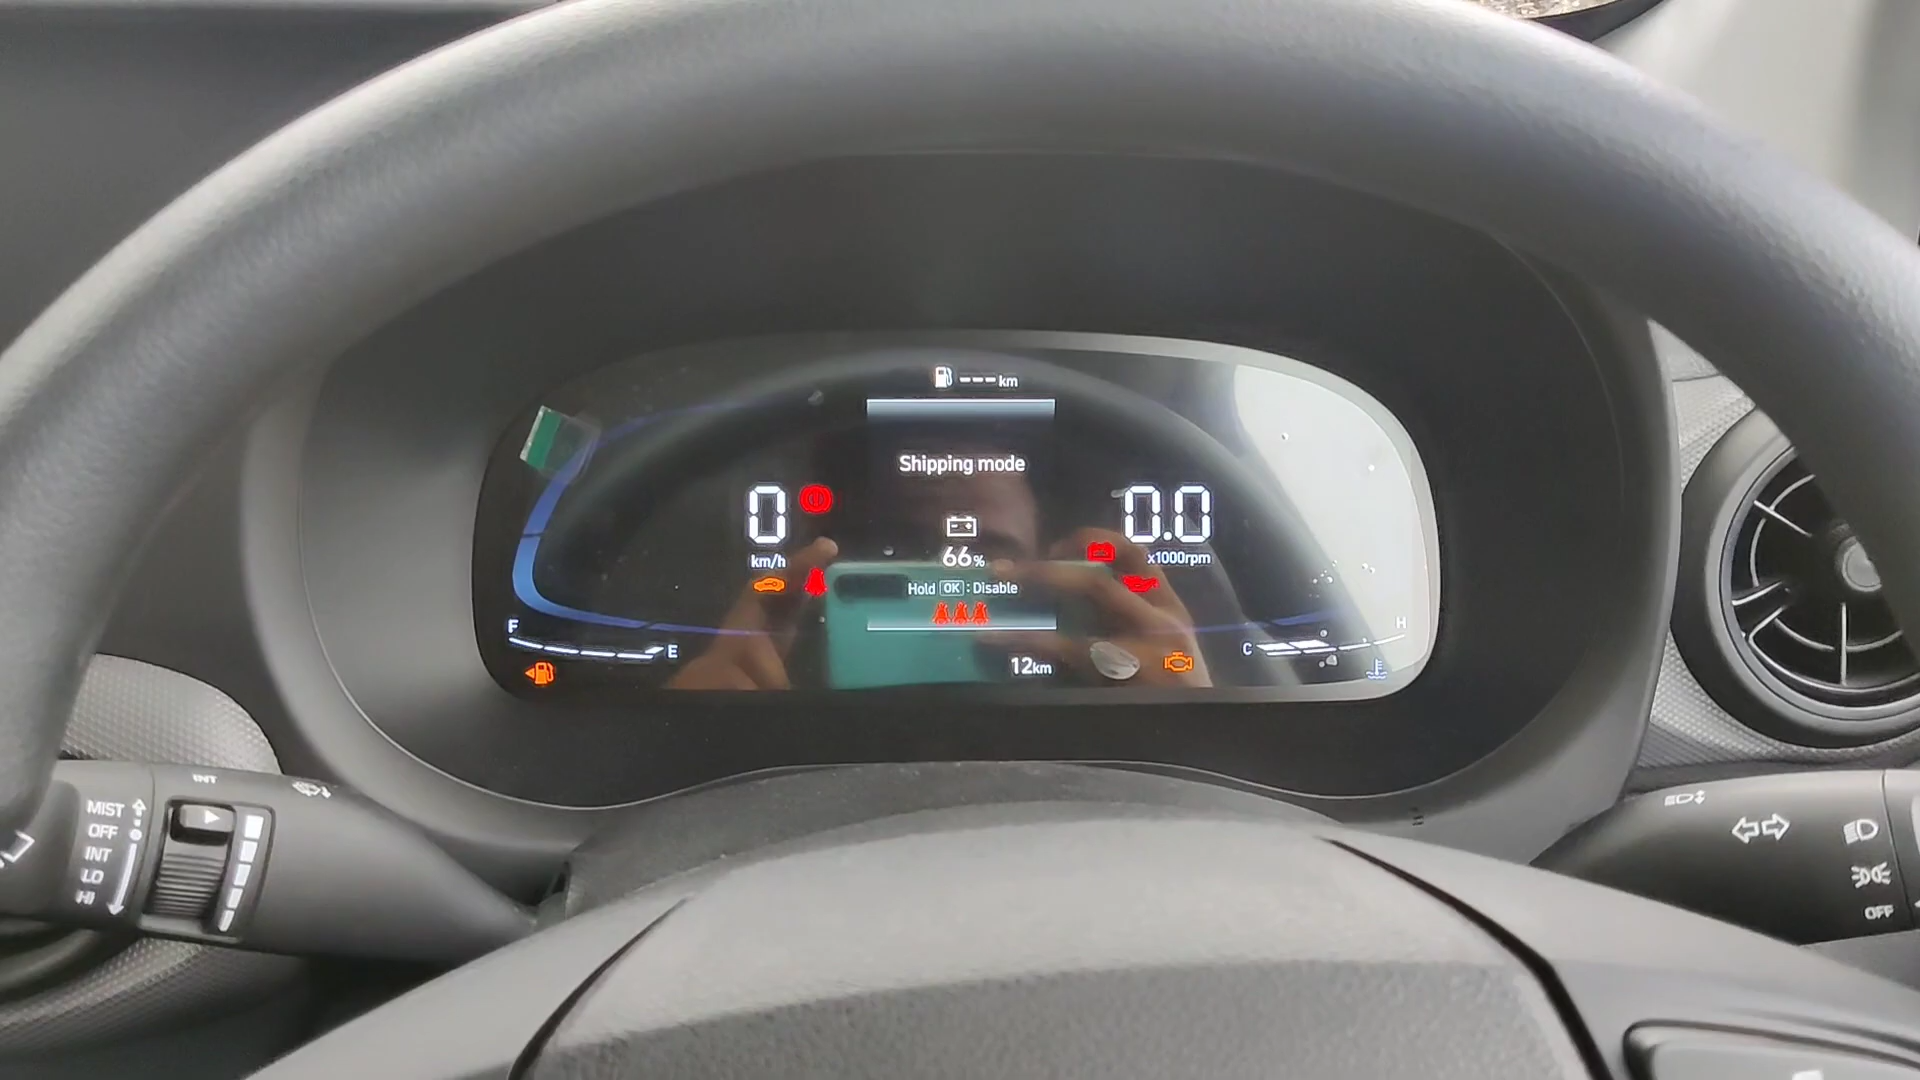 --- km
Shipping mode
0
km/h
66%
Hold OK : Disable
0.0
x1000rpm
F
E
12km
C
H
INT
MIST
OFF
INT
LO
HI
OFF